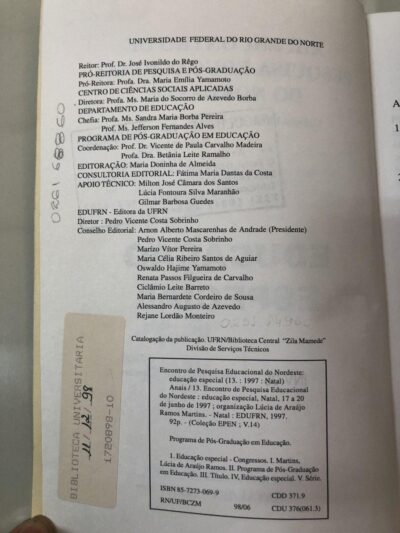 UNIVERSIDADE FEDERAL DO RIO GRANDE DO NORTE
Reitor: Prof. Dr. José Ivonildo do Rêgo
PRÓ-REITORIA DE PESQUISA E PÓS-GRADUAÇÃO
Pró-Reitora: Profa. Dra. Maria Emília Yamamoto
CENTRO DE CIÊNCIAS SOCIAIS APLICADAS
Diretora: Profa. Ms. Maria do Socorro de Azevedo Borba
DEPARTAMENTO DE EDUCAÇÃO
Chefia: Profa. Ms. Sandra Maria Borba Pereira
Prof. Ms. Jefferson Fernandes Alves
PROGRAMA DE PÓS-GRADUAÇÃO EM EDUCAÇÃO
Coordenação: Prof. Dr. Vicente de Paula Carvalho Madeira
Profa. Dra. Betânia Leite Ramalho
EDITORAÇÃO: Maria Doninha de Almeida
CONSULTORIA EDITORIAL: Fátima Maria Dantas da Costa
APOIO TÉCNICO: Milton José Câmara dos Santos
Lúcia Fontoura Silva Maranhão
Gilmar Barbosa Guedes
EDUFRN - Editora da UFRN
Diretor : Pedro Vicente Costa Sobrinho
Conselho Editorial: Arnon Alberto Mascarenhas de Andrade (Presidente)
Pedro Vicente Costa Sobrinho
Marizo Vítor Pereira
Maria Célia Ribeiro Santos de Aguiar
Oswaldo Hajime Yamamoto
Renata Passos Filgueira de Carvalho
Ciclâmio Leite Barreto
Maria Bernardete Cordeiro de Sousa
Alessandro Augusto de Azevedo
Rejane Lordão Monteiro
Catalogação da publicação. UFRN/Biblioteca Central "Zila Mamede"
Divisão de Serviços Técnicos
Encontro de Pesquisa Educacional do Nordeste:
educação especial (13. : 1997 : Natal)
Anais / 13. Encontro de Pesquisa Educacional
do Nordeste : educação especial, Natal, 17 a 20
de junho de 1997 ; organização Lúcia de Araújo
Ramos Martins. - Natal : EDUFRN, 1997.
92p. - (Coleção EPEN ; V.14)
Programa de Pós-Graduação em Educação.
1. Educação especial - Congressos. I. Martins,
Lúcia de Araújo Ramos. II. Programa de Pós-Graduação
em Educação. III. Título. IV, Educação especial. V. Série.
ISBN 85-7273-069-9 CDD 371.9
RN/UF/BCZM 98/06 CDU 376(061.3)
BIBLIOTECA UNIVERSITARIA
1720898-10